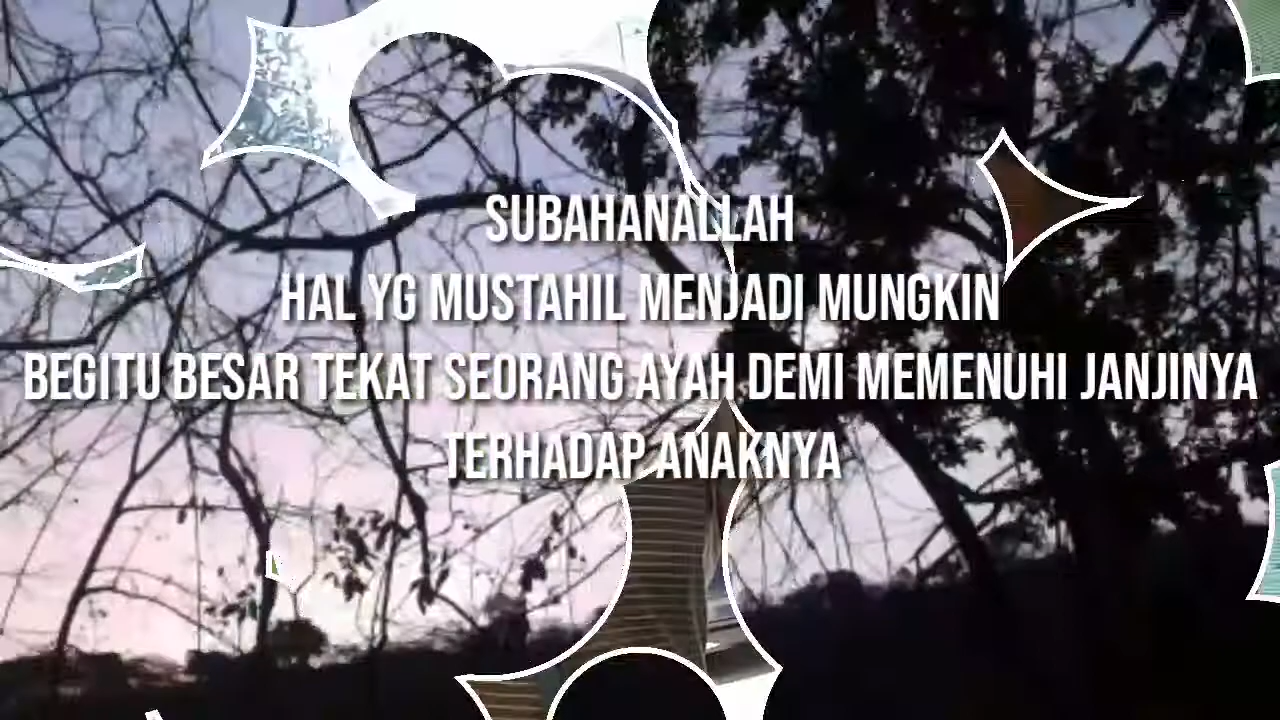 SUBAHANALLAH
HAL YG MUSTAHIL MENJADI MUNGKIN
BEGITU BESAR TEKAT SEORANG AYAH DEMI MEMENUHI JANJINYA
TERHADAP ANAKNYA